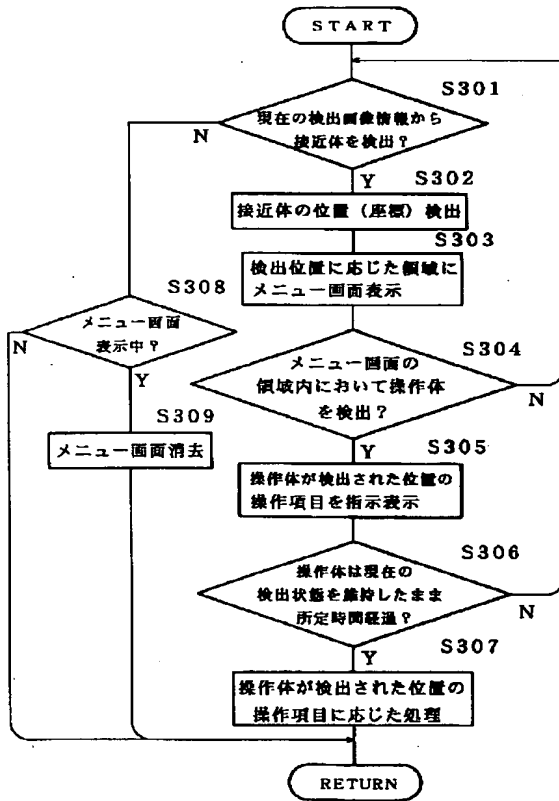 START
S301
現在の検出画像情報から
接近体を検出?
N
Y
S302
接近体の位置(座標)検出
S303
検出位置に応じた領域に
メニュー画面表示
S308
メニュー画面
表示中?
N
Y
S304
メニュー画面の
領域内において操作体
を検出?
N
Y
S309
メニュー画面消去
S305
操作体が検出された位置の
操作項目を指示表示
S306
操作体は現在の
検出状態を維持したまま
所定時間経過?
N
Y
S307
操作体が検出された位置の
操作項目に応じた処理
RETURN